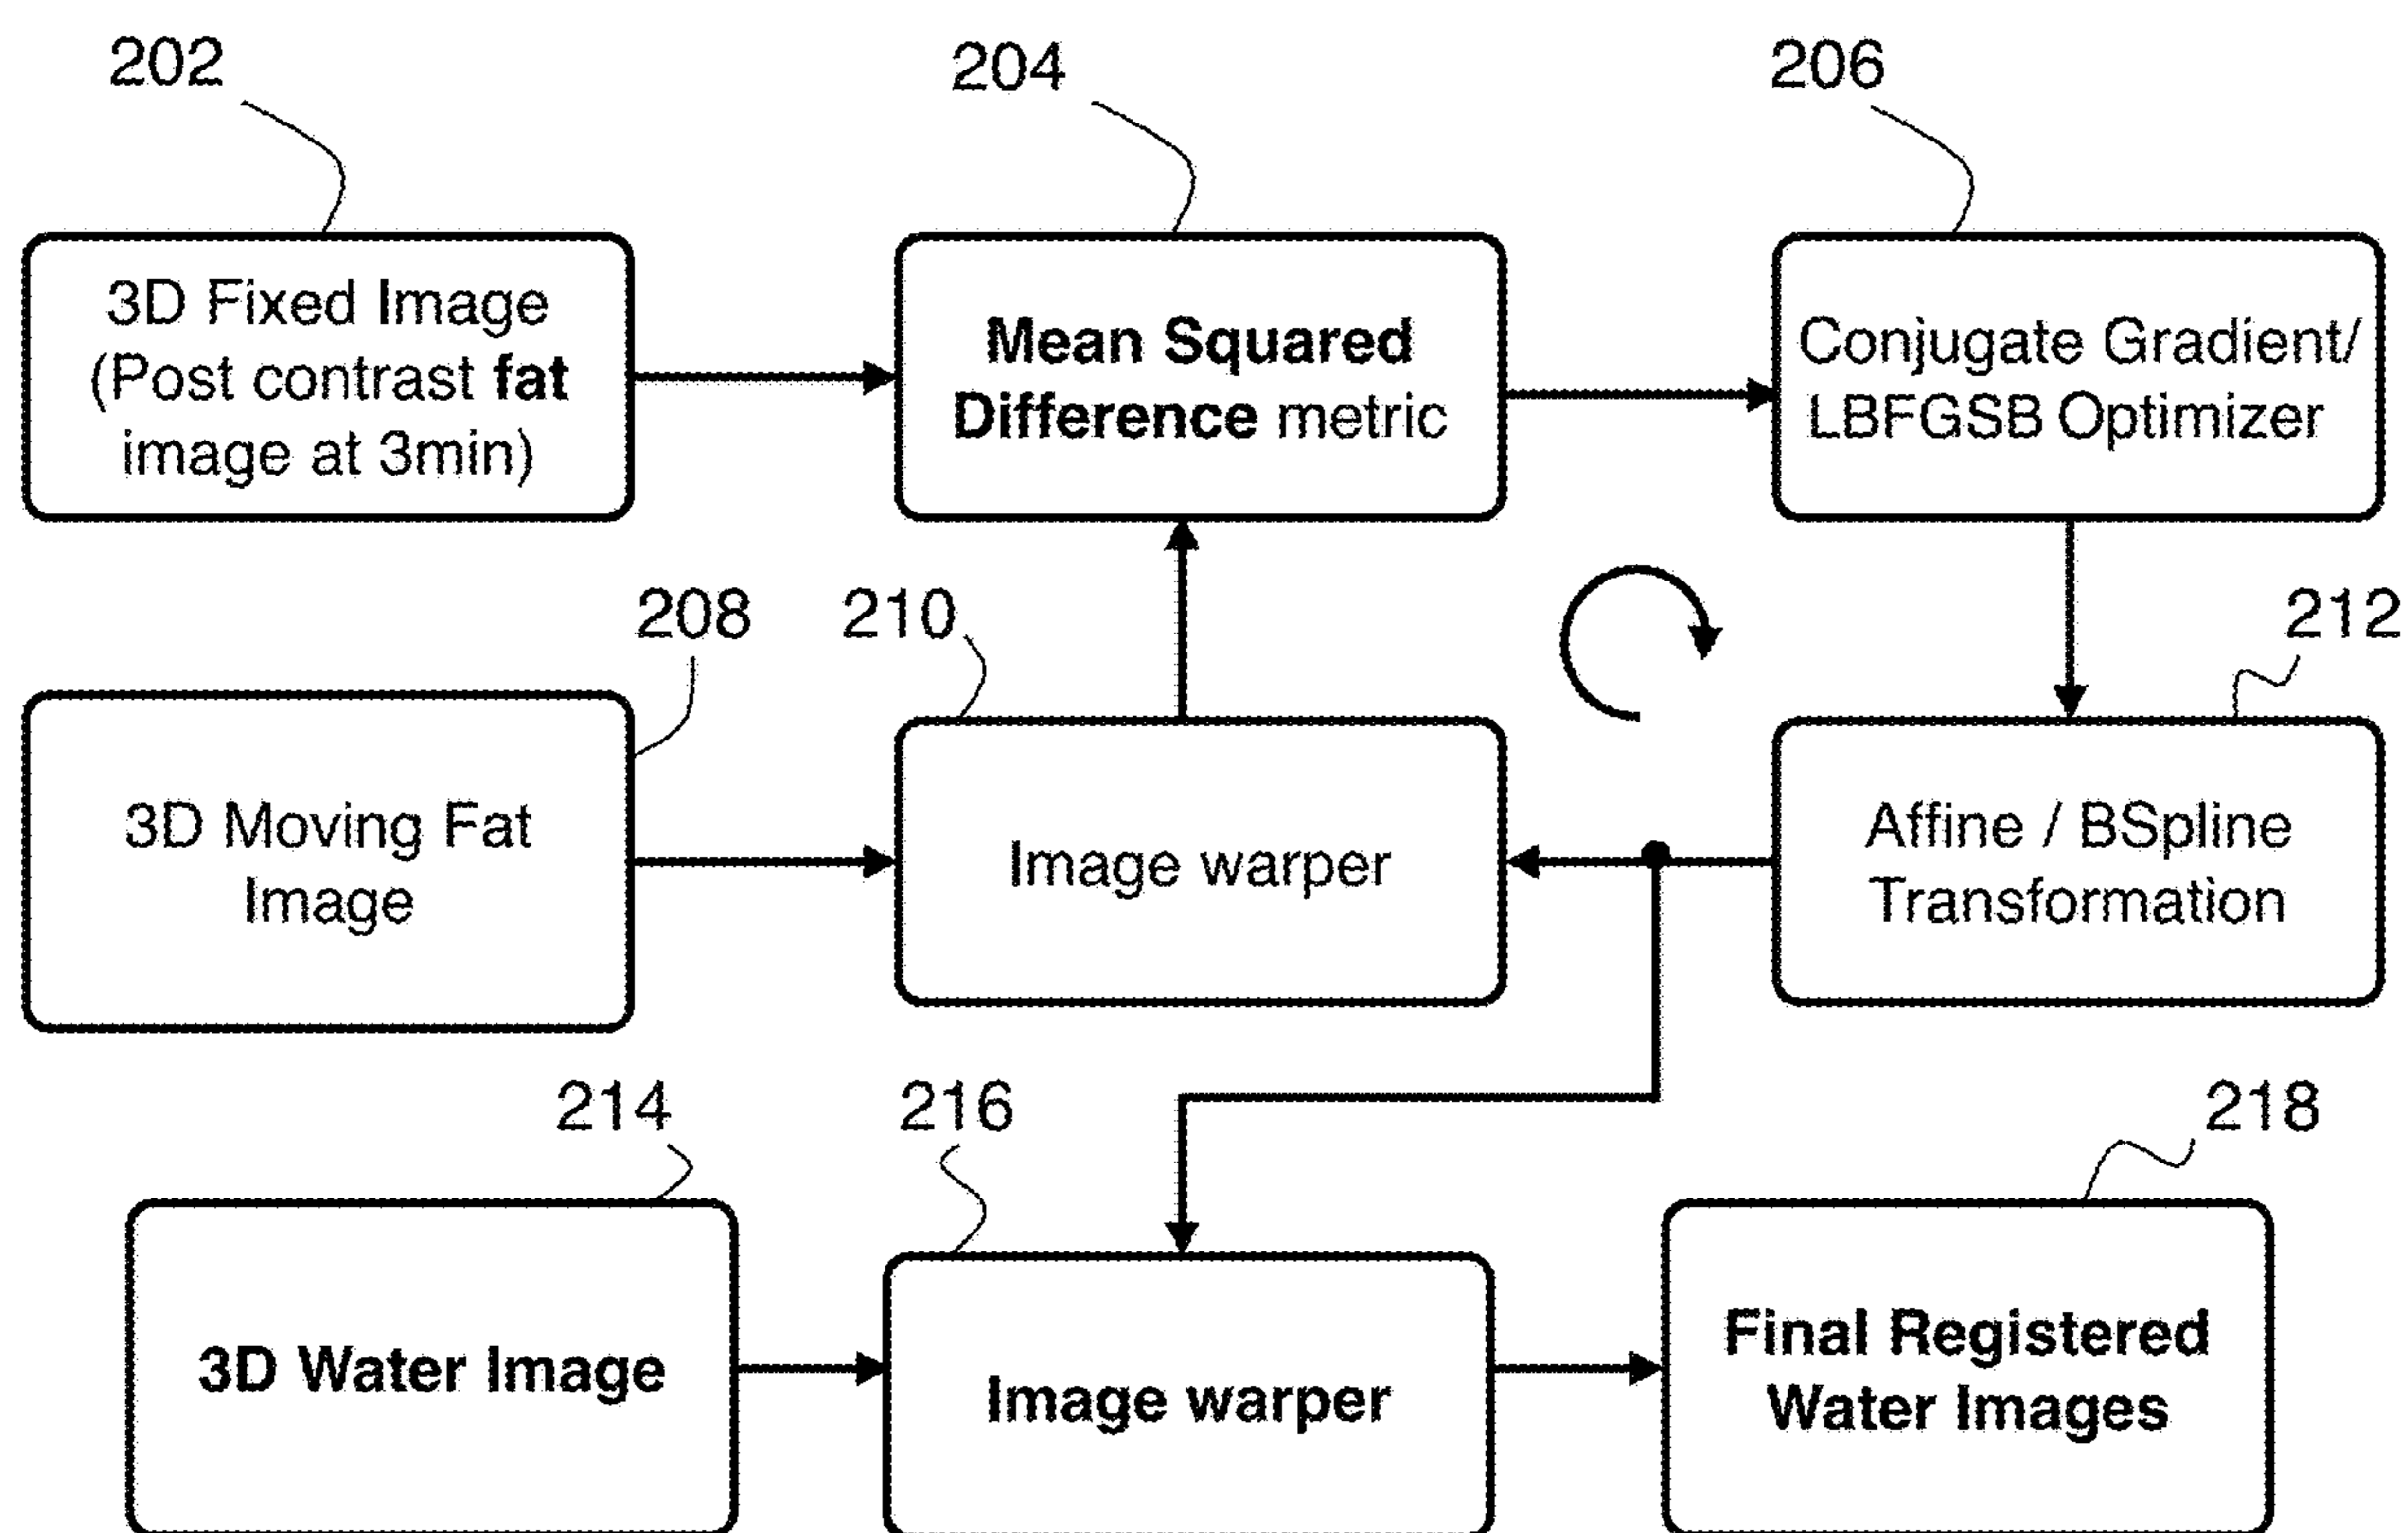 202
204
206
3D Fixed Image
(Post contrast fat
image at 3min)
Mean Squared
Difference metric
Conjugate Gradient/
LBFGSB Optimizer
208
210
212
3D Moving Fat
Image
Image warper
Affine / BSpline
Transformation
214
216
218
3D Water Image
Image warper
Final Registered
Water Images